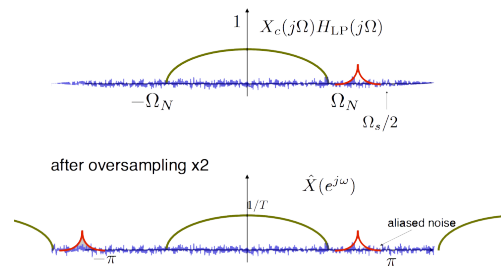 1
X_c(jΩ)H_LP(jΩ)
−Ω_N
Ω_N
Ω_s/2
after oversampling x2
1/T
X̂(e^{jω})
aliased noise
−π
π